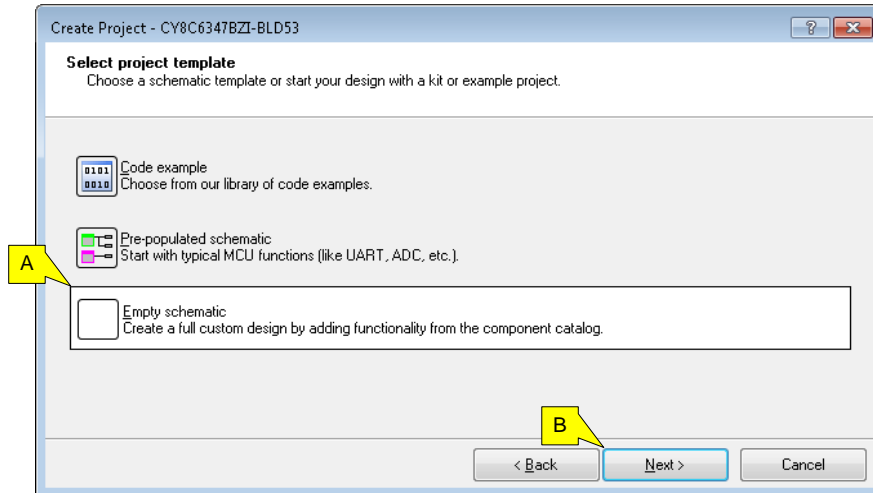 Create Project - CY8C6347BZI-BLD53
?
Select project template
Choose a schematic template or start your design with a kit or example project.
0101
0010
Code example
Choose from our library of code examples.
Pre-populated schematic
Start with typical MCU functions (like UART, ADC, etc.).
A
Empty schematic
Create a full custom design by adding functionality from the component catalog.
B
< Back
Next >
Cancel